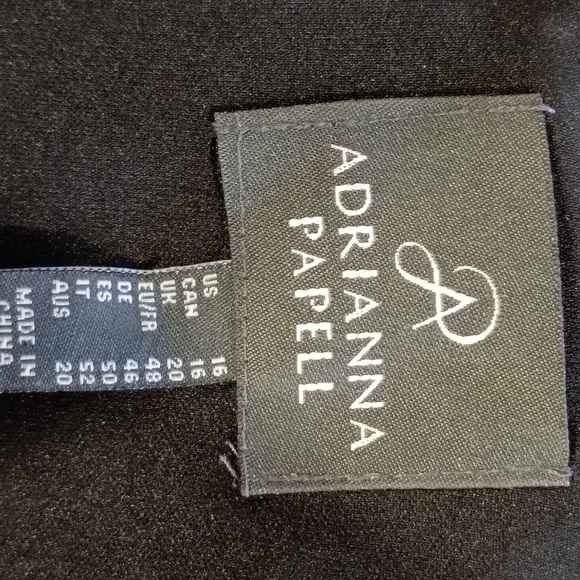 ADRIANNA
PAPELL
US 16
CAN 16
UK 20
EU/FR 48
DE 46
ES 50
IT 52
AUS 20
MADE IN
CHINA